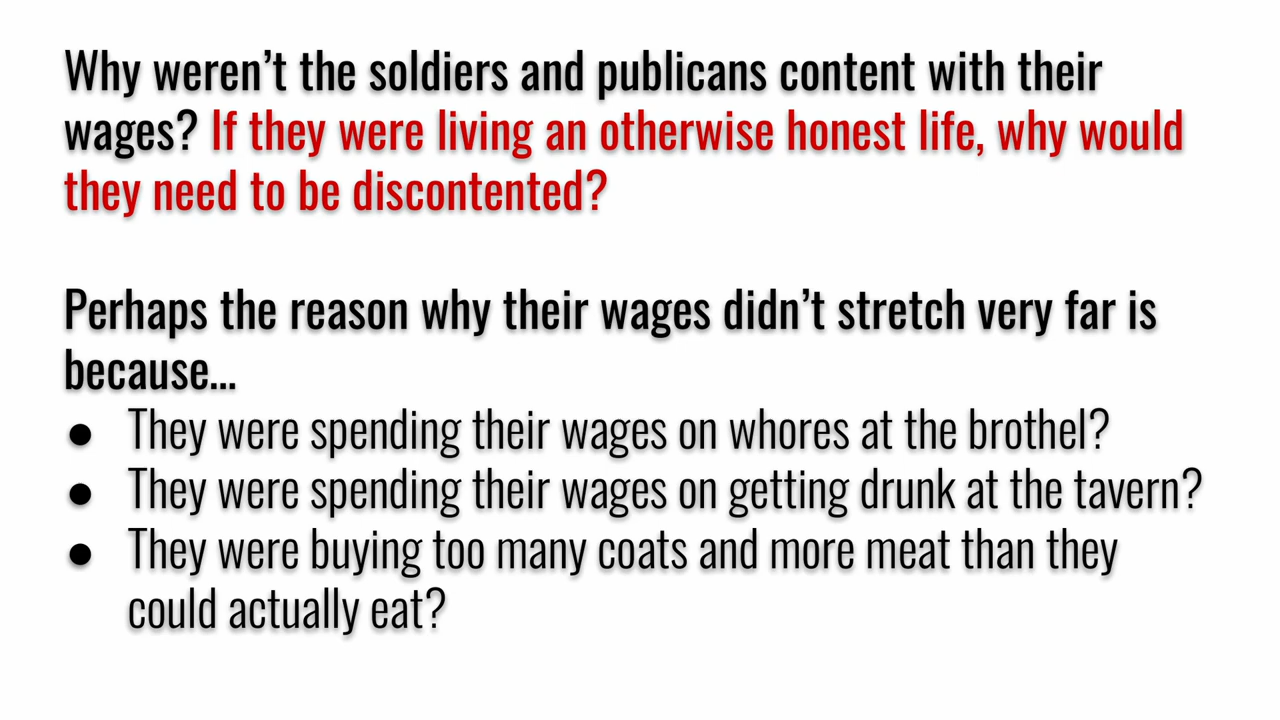 Why weren’t the soldiers and publicans content with their
wages? If they were living an otherwise honest life, why would
they need to be discontented?
Perhaps the reason why their wages didn’t stretch very far is
because...
● They were spending their wages on whores at the brothel?
● They were spending their wages on getting drunk at the tavern?
● They were buying too many coats and more meat than they
could actually eat?